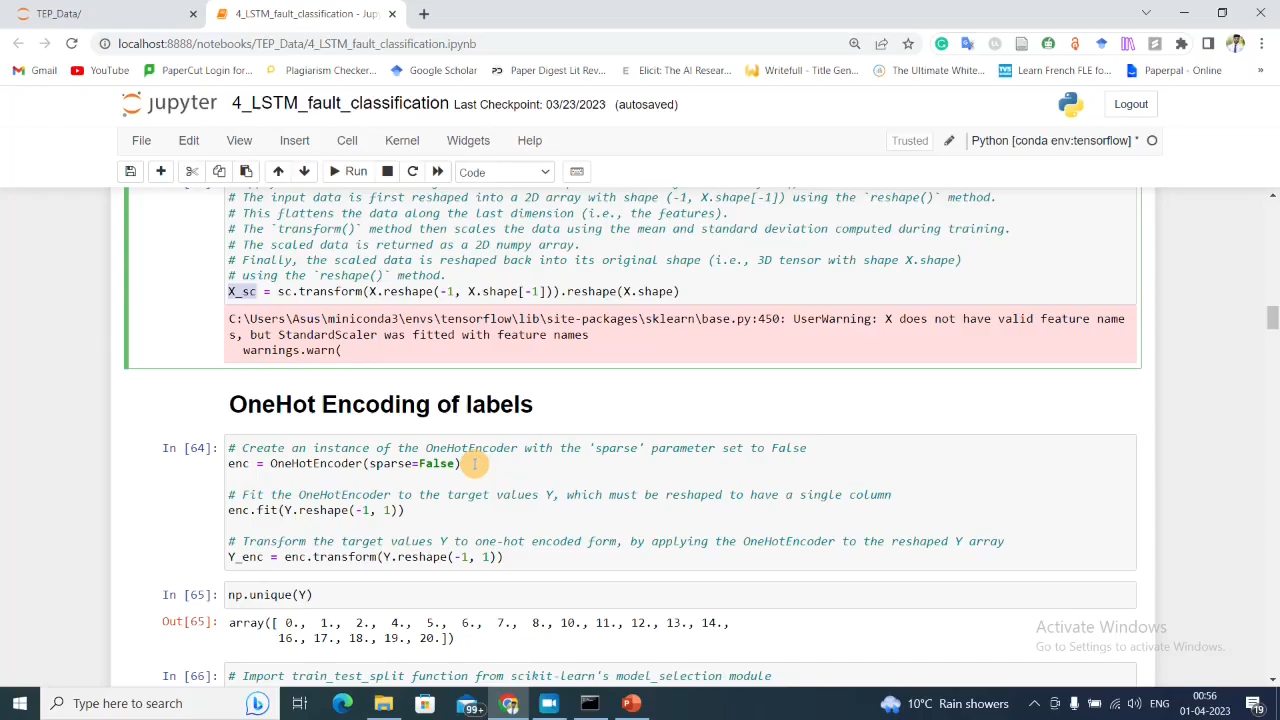 TEP_Data/
4_LSTM_fault_classification - Jup
localhost:8888/notebooks/TEP_Data/4_LSTM_fault_classification.ipynb
Gmail YouTube PaperCut Login for... Plagiarism Checker... Google Scholar Paper Digest Lit Rev... Elicit: The AI Resear... Writefull - Title Gen... The Ultimate White... Learn French FLE fo... Paperpal - Online »
jupyter 4_LSTM_fault_classification Last Checkpoint: 03/23/2023 (autosaved) Logout
File Edit View Insert Cell Kernel Widgets Help Trusted Python [conda env:tensorflow] *
Run Code
# The input data is first reshaped into a 2D array with shape (-1, X.shape[-1]) using the `reshape()` method.
# This flattens the data along the last dimension (i.e., the features).
# The `transform()` method then scales the data using the mean and standard deviation computed during training.
# The scaled data is returned as a 2D numpy array.
# Finally, the scaled data is reshaped back into its original shape (i.e., 3D tensor with shape X.shape)
# using the `reshape()` method.
X_sc = sc.transform(X.reshape(-1, X.shape[-1])).reshape(X.shape)
C:\Users\Asus\miniconda3\envs\tensorflow\lib\site-packages\sklearn\base.py:450: UserWarning: X does not have valid feature name
s, but StandardScaler was fitted with feature names
warnings.warn(
OneHot Encoding of labels
In [64]: # Create an instance of the OneHotEncoder with the 'sparse' parameter set to False
enc = OneHotEncoder(sparse=False)
# Fit the OneHotEncoder to the target values Y, which must be reshaped to have a single column
enc.fit(Y.reshape(-1, 1))
# Transform the target values Y to one-hot encoded form, by applying the OneHotEncoder to the reshaped Y array
Y_enc = enc.transform(Y.reshape(-1, 1))
In [65]: np.unique(Y)
Out[65]: array([ 0., 1., 2., 4., 5., 6., 7., 8., 10., 11., 12., 13., 14.,
16., 17., 18., 19., 20.])
Activate Windows
Go to Settings to activate Windows.
In [66]: # Import train_test_split function from scikit-learn's model_selection module
Type here to search 99+ 10°C Rain showers ENG 00:56
01-04-2023 19